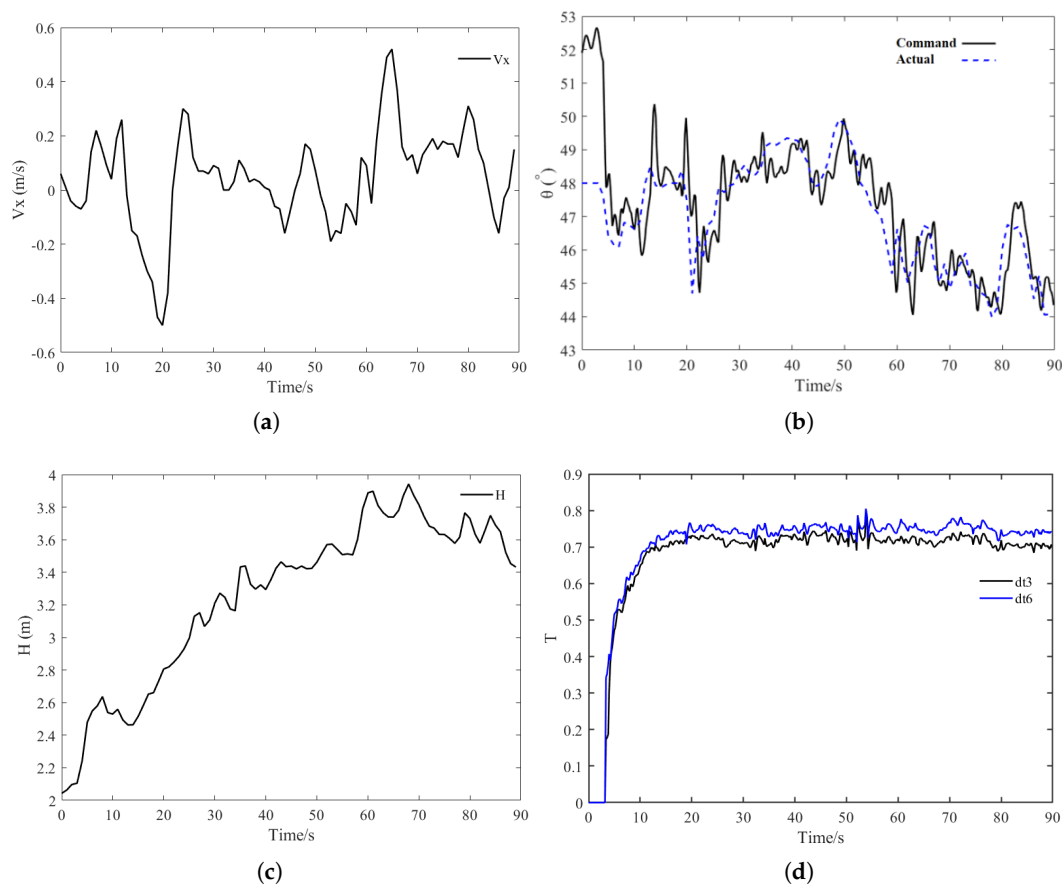 0.6
0.4
0.2
0
-0.2
-0.4
-0.6
Vx (m/s)
Vx
0 10 20 30 40 50 60 70 80 90
Time/s
(a)
53
52
51
50
49
48
47
46
45
44
43
θ (°)
Command
Actual
0 10 20 30 40 50 60 70 80 90
Time/s
(b)
4
3.8
3.6
3.4
3.2
3
2.8
2.6
2.4
2.2
2
H (m)
H
0 10 20 30 40 50 60 70 80 90
Time/s
(c)
0.9
0.8
0.7
0.6
0.5
0.4
0.3
0.2
0.1
0
T
dt3
dt6
0 10 20 30 40 50 60 70 80 90
Time/s
(d)